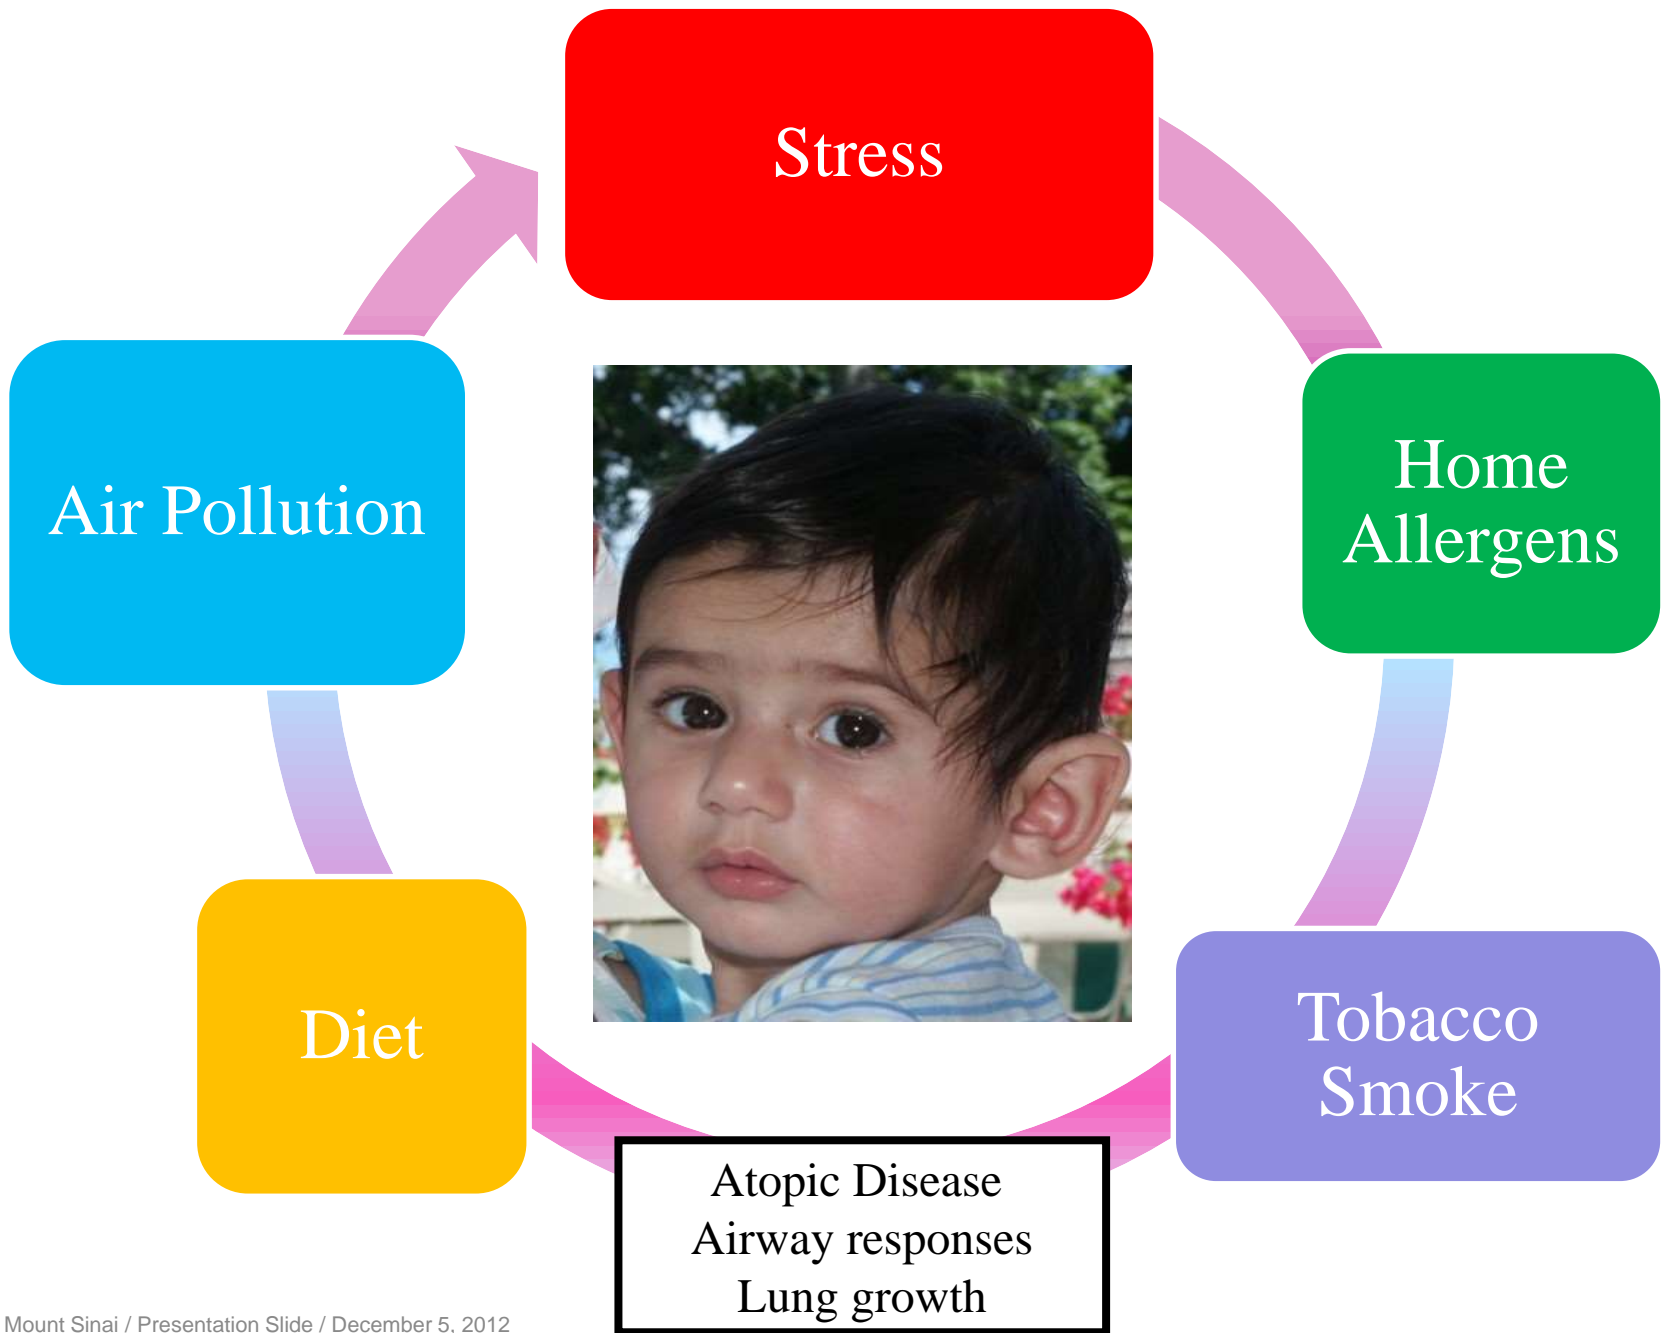 Stress
Air Pollution
Home
Allergens
Diet
Tobacco
Smoke
Atopic Disease
Airway responses
Lung growth
Mount Sinai / Presentation Slide / December 5, 2012